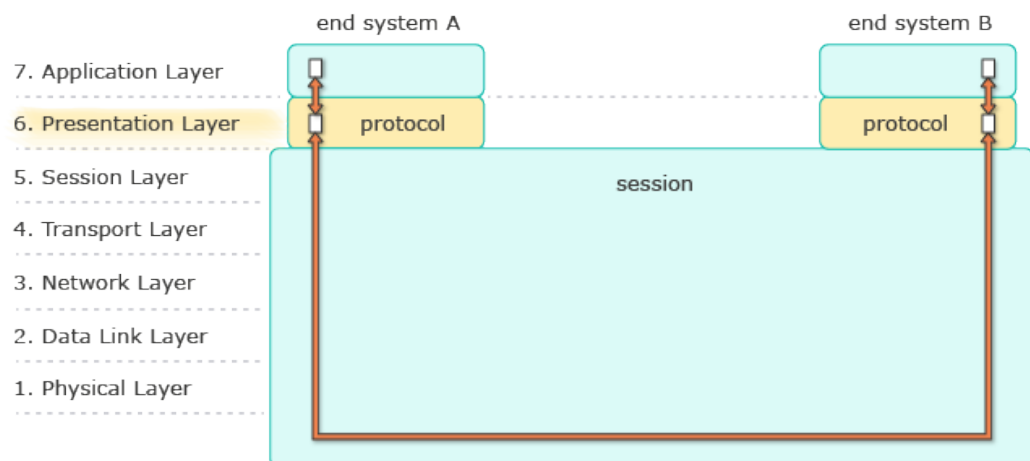 end system A
end system B
7. Application Layer
6. Presentation Layer
protocol
protocol
5. Session Layer
session
4. Transport Layer
3. Network Layer
2. Data Link Layer
1. Physical Layer